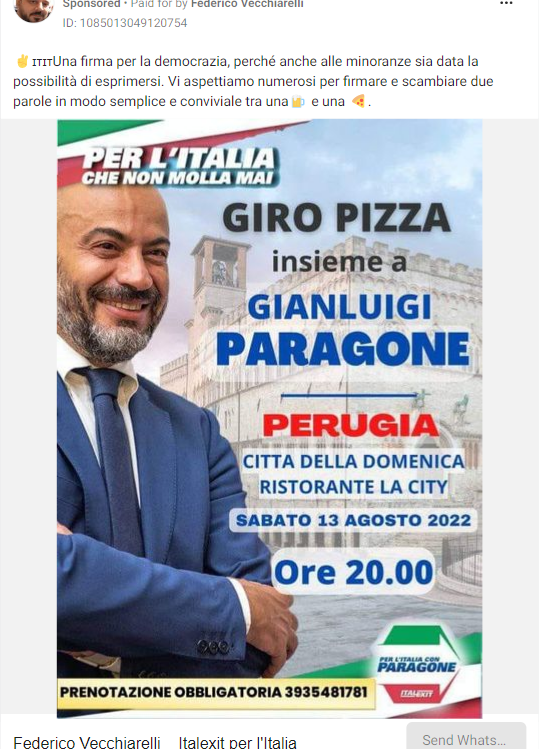 Sponsored • Paid for by Federico Vecchiarelli
ID: 1085013049120754
✌️ ITITUna firma per la democrazia, perché anche alle minoranze sia data la
possibilità di esprimersi. Vi aspettiamo numerosi per firmare e scambiare due
parole in modo semplice e conviviale tra una🍺 e una 🍕.
PER L'ITALIA
CHE NON MOLLA MAI
GIRO PIZZA
insieme a
GIANLUIGI
PARAGONE
PERUGIA
CITTA DELLA DOMENICA
RISTORANTE LA CITY
SABATO 13 AGOSTO 2022
Ore 20.00
PER L'ITALIA CON
PARAGONE
ITALEXIT
PRENOTAZIONE OBBLIGATORIA 3935481781
Federico Vecchiarelli _ Italexit per l'Italia
Send Whats...